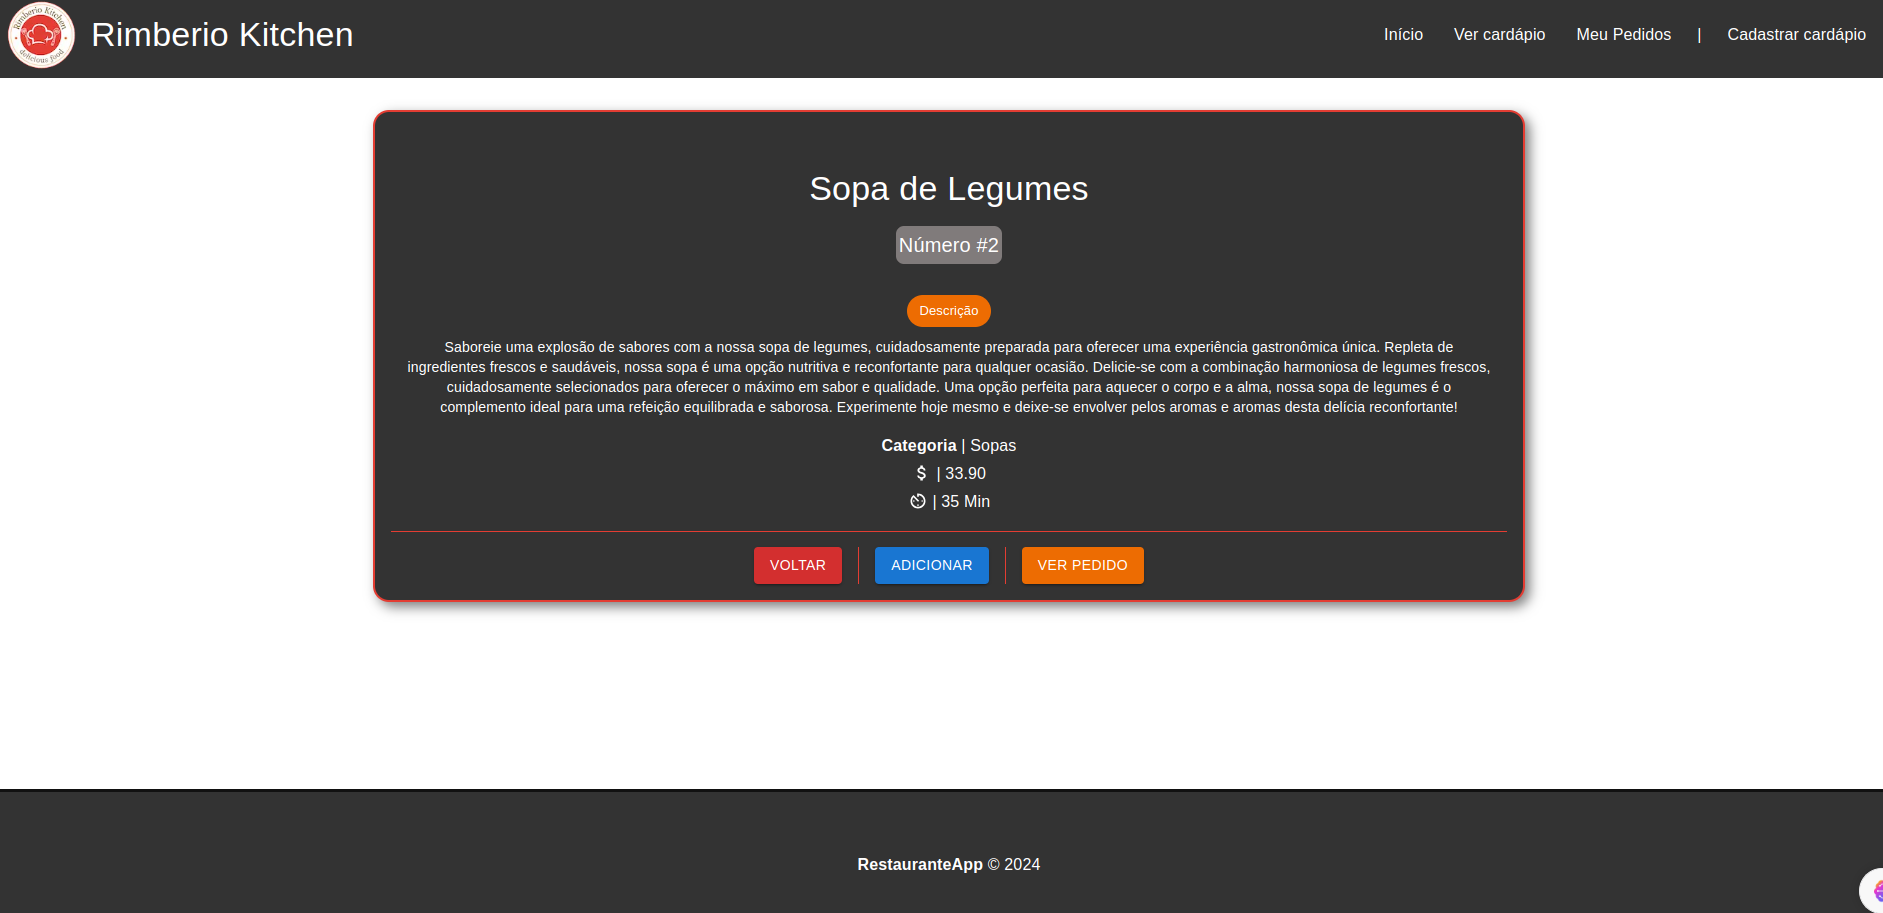 Rimberio Kitchen
delicious food
Rimberio Kitchen
Início
Ver cardápio
Meu Pedidos
|
Cadastrar cardápio
Sopa de Legumes
Número #2
Descrição
Saboreie uma explosão de sabores com a nossa sopa de legumes, cuidadosamente preparada para oferecer uma experiência gastronômica única. Repleta de
ingredientes frescos e saudáveis, nossa sopa é uma opção nutritiva e reconfortante para qualquer ocasião. Delicie-se com a combinação harmoniosa de legumes frescos,
cuidadosamente selecionados para oferecer o máximo em sabor e qualidade. Uma opção perfeita para aquecer o corpo e a alma, nossa sopa de legumes é o
complemento ideal para uma refeição equilibrada e saborosa. Experimente hoje mesmo e deixe-se envolver pelos aromas e aromas desta delícia reconfortante!
Categoria | Sopas
$ | 33.90
| 35 Min
VOLTAR
ADICIONAR
VER PEDIDO
RestauranteApp © 2024